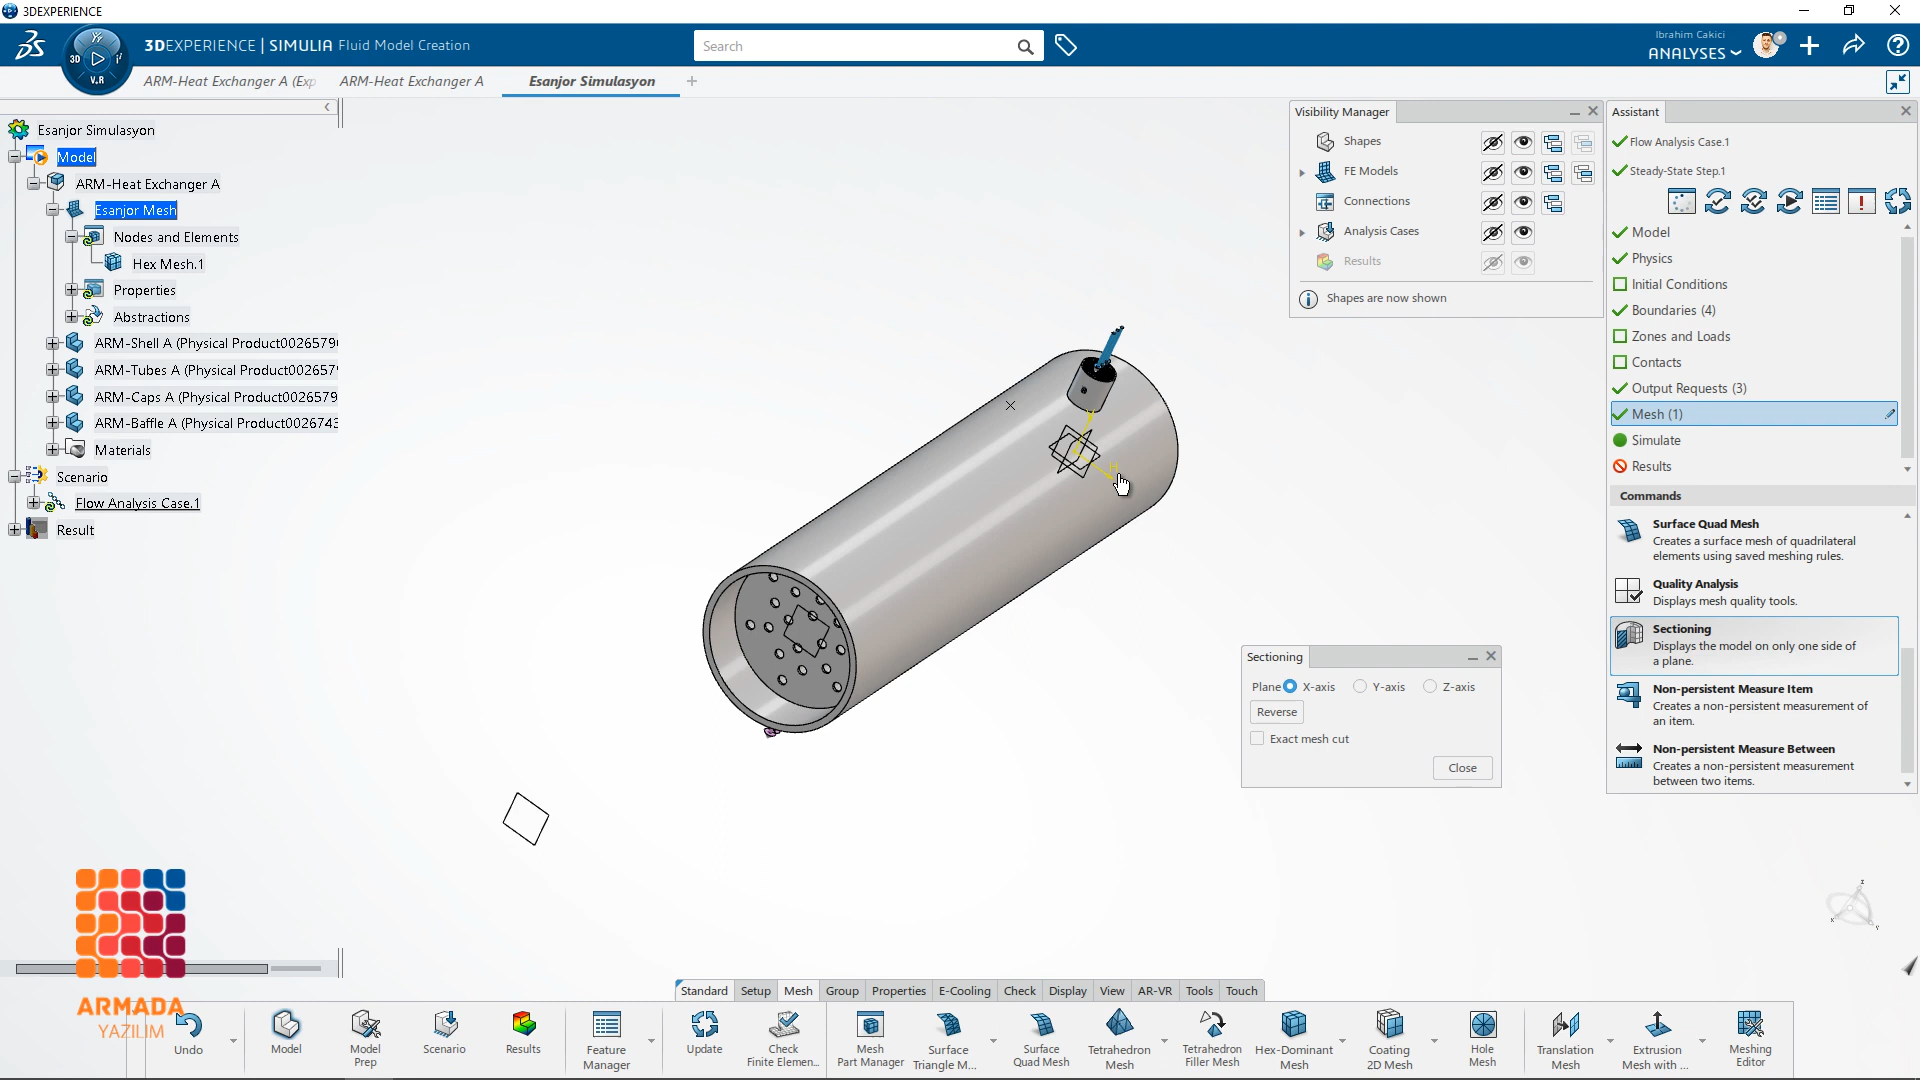 3DEXPERIENCE
3DEXPERIENCE | SIMULIA Fluid Model Creation
3D
V.R
Search
Ibrahim Cakici
ANALYSES
ARM-Heat Exchanger A (Exp
ARM-Heat Exchanger A
Esanjor Simulasyon
Esanjor Simulasyon
Model
ARM-Heat Exchanger A
Esanjor Mesh
Nodes and Elements
Hex Mesh.1
Properties
Abstractions
ARM-Shell A (Physical Product0026579
ARM-Tubes A (Physical Product002657
ARM-Caps A (Physical Product0026579
ARM-Baffle A (Physical Product0026743
Materials
Scenario
Flow Analysis Case.1
Result
H
Visibility Manager
Shapes
FE Models
Connections
Analysis Cases
Results
Shapes are now shown
Assistant
Flow Analysis Case.1
Steady-State Step.1
Model
Physics
Initial Conditions
Boundaries (4)
Zones and Loads
Contacts
Output Requests (3)
Mesh (1)
Simulate
Results
Commands
Surface Quad Mesh
Creates a surface mesh of quadrilateral
elements using saved meshing rules.
Quality Analysis
Displays mesh quality tools.
Sectioning
Displays the model on only one side of
a plane.
Non-persistent Measure Item
Creates a non-persistent measurement of
an item.
Non-persistent Measure Between
Creates a non-persistent measurement
between two items.
Sectioning
Plane X-axis Y-axis Z-axis
Reverse
Exact mesh cut
Close
ARMADA
YAZILIM
Standard Setup Mesh Group Properties E-Cooling Check Display View AR-VR Tools Touch
Undo
Model
Model
Prep
Scenario
Results
Feature
Manager
Update
Check
Finite Elemen...
Mesh
Part Manager
Surface
Triangle M...
Surface
Quad Mesh
Tetrahedron
Mesh
Tetrahedron
Filler Mesh
Hex-Dominant
Mesh
Coating
2D Mesh
Hole
Mesh
Translation
Mesh
Extrusion
Mesh with ...
Meshing
Editor